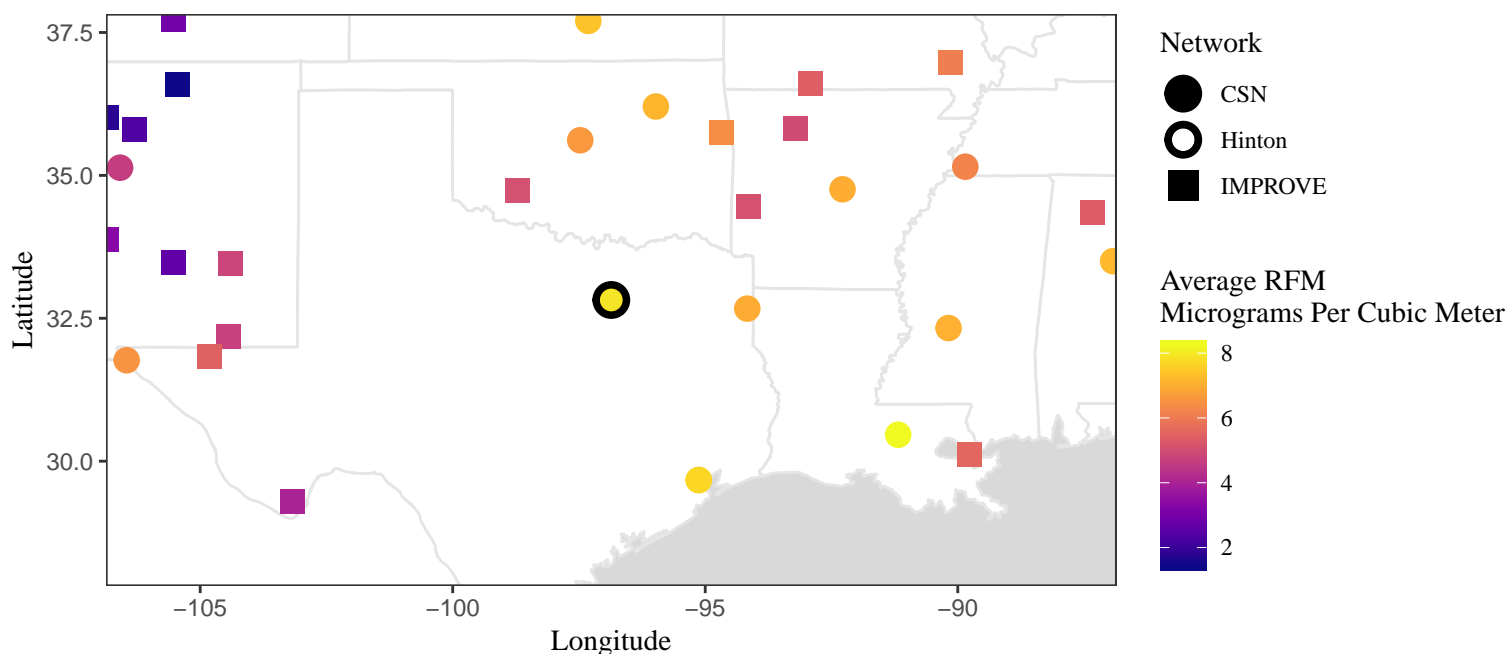 37.5
35.0
32.5
30.0
Latitude
−105
−100
−95
−90
Longitude
Network
CSN
Hinton
IMPROVE
Average RFM
Micrograms Per Cubic Meter
8
6
4
2